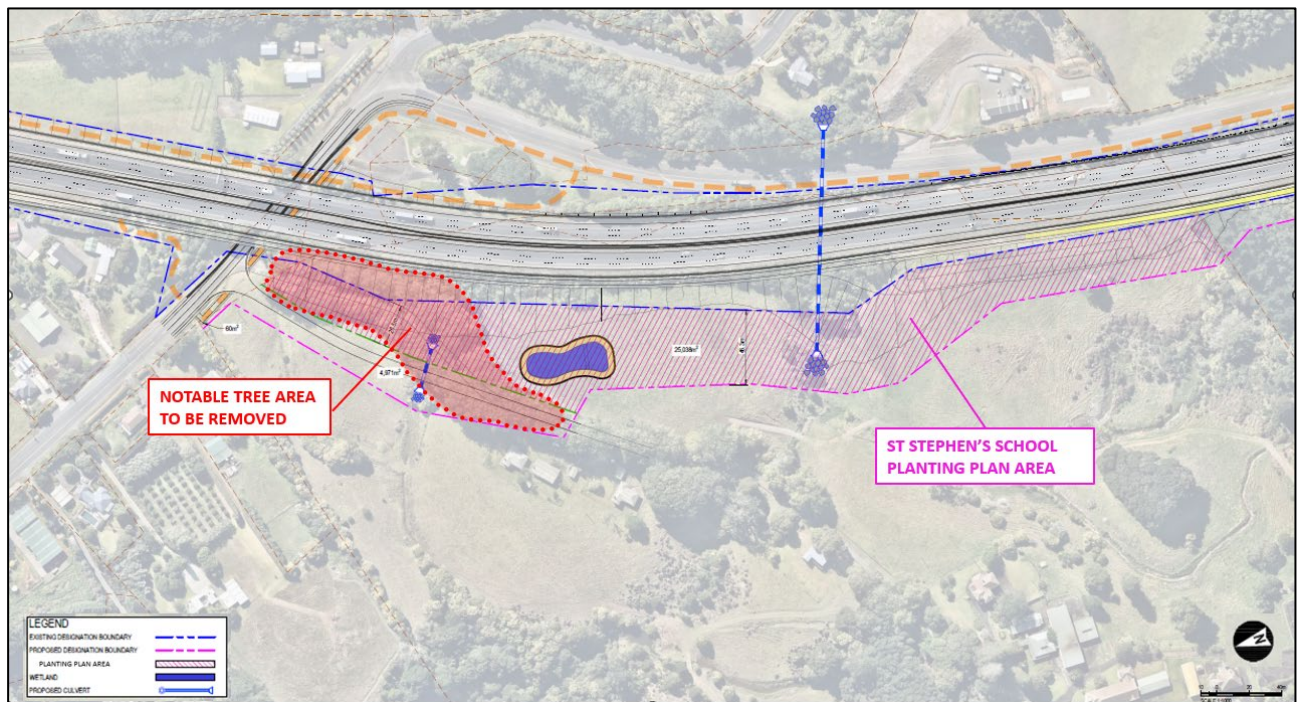 60m²
4,971m²
25,038m²
NOTABLE TREE AREA
TO BE REMOVED
ST STEPHEN'S SCHOOL
PLANTING PLAN AREA
LEGEND
EXISTING DESIGNATION BOUNDARY
PROPOSED DESIGNATION BOUNDARY
PLANTING PLAN AREA
WETLAND
PROPOSED CULVERT
N